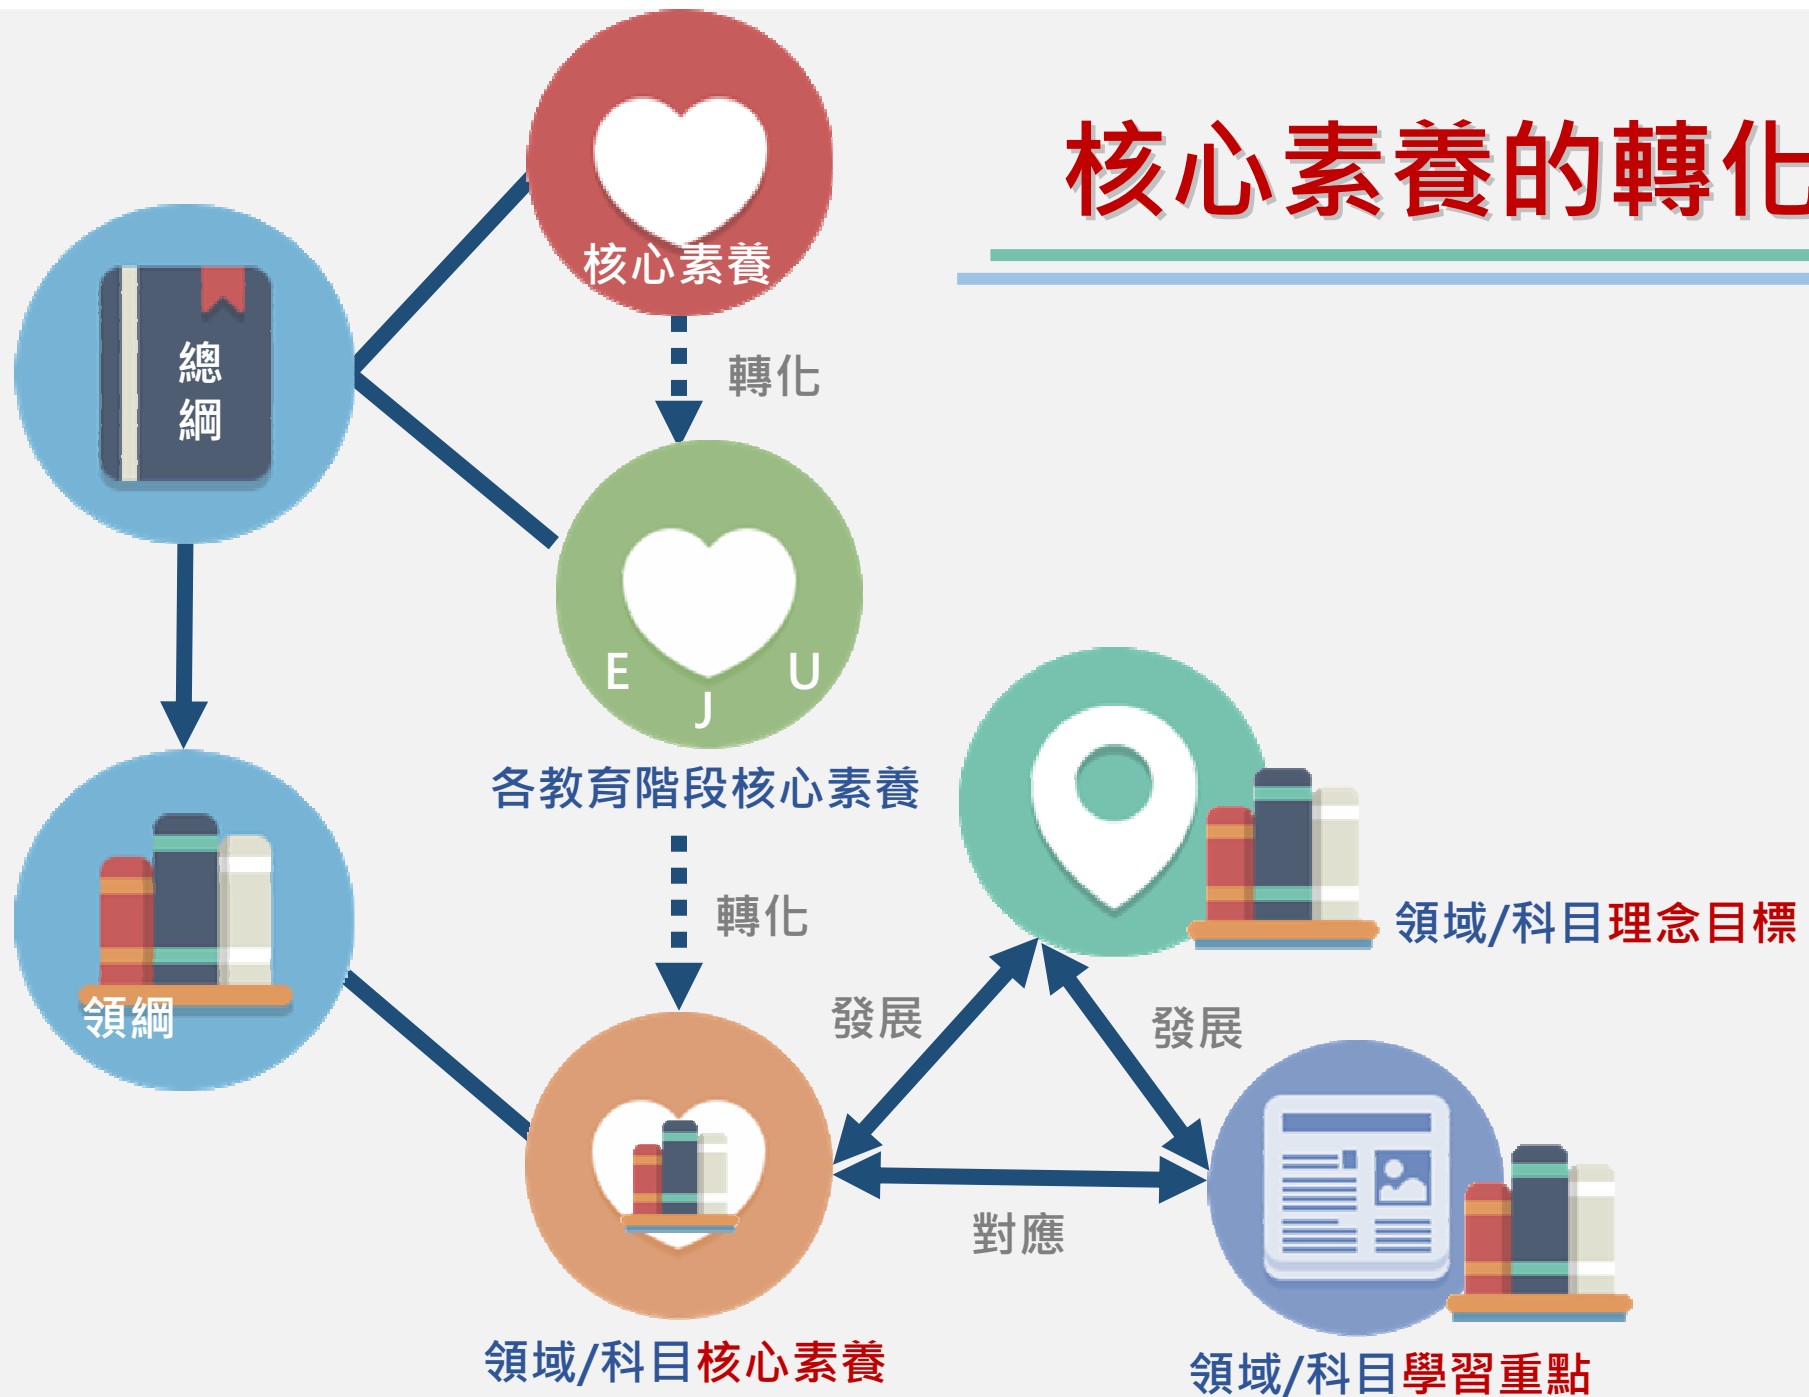 核心素養的轉化
核心素養
總
綱
轉化
E
J
U
各教育階段核心素養
轉化
領綱
領域/科目理念目標
發展
發展
對應
領域/科目核心素養
領域/科目學習重點